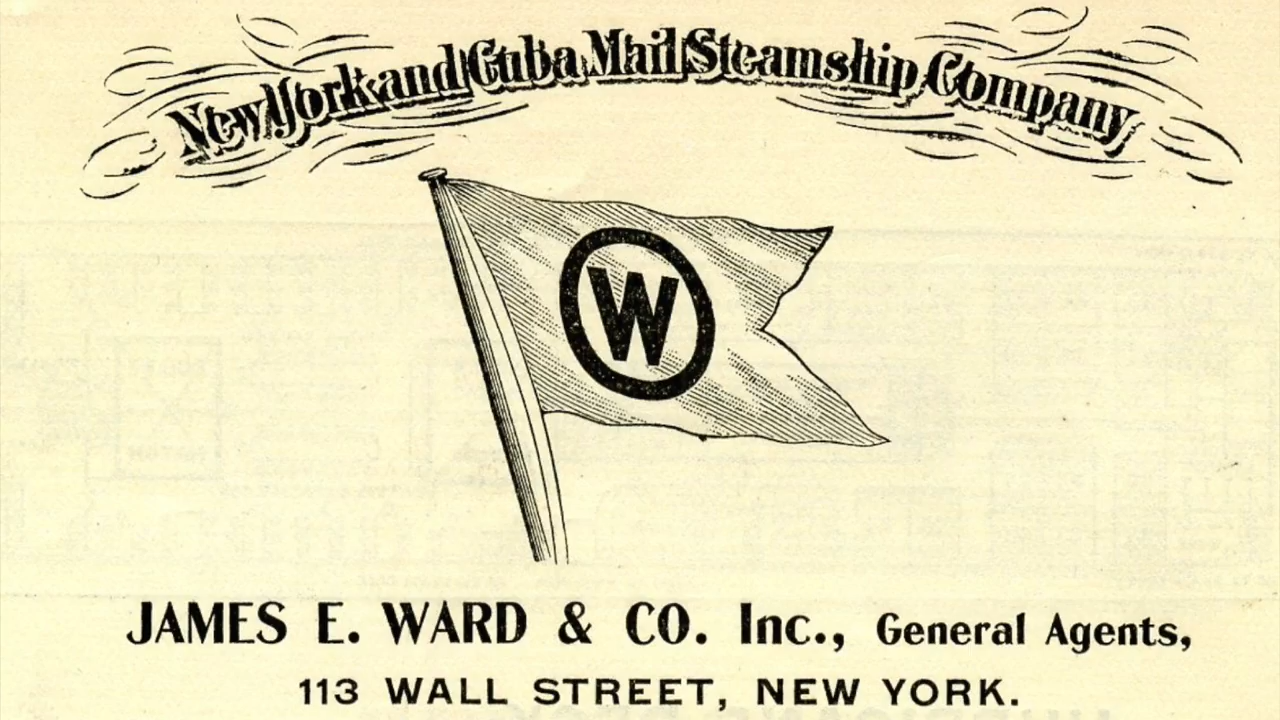 New York and Cuba Mail Steamship Company
W
JAMES E. WARD & CO. Inc., General Agents,
113 WALL STREET, NEW YORK.